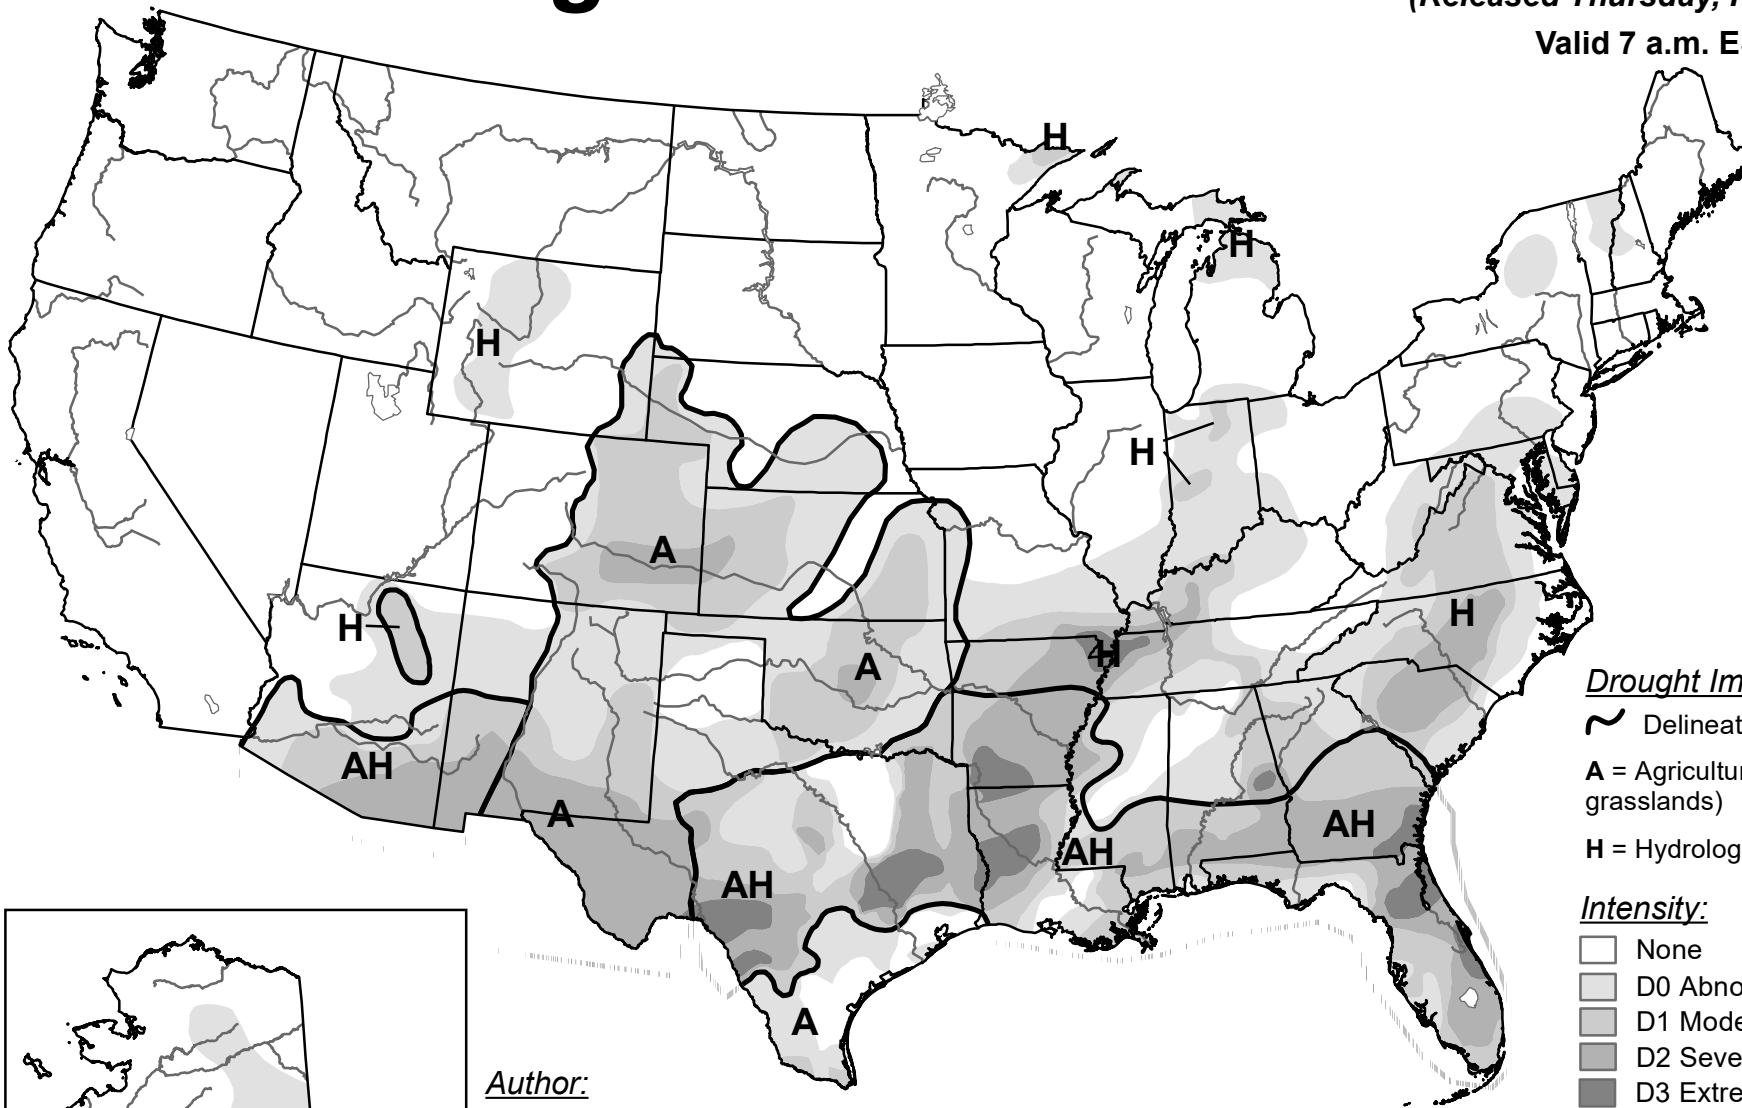 (Released Thursday,
Valid 7 a.m.
H
H
H
H
A
H
H
A
H
AH
A
AH
AH
AH
A
Drought
Delineat
A = Agricultur
grasslands)
H = Hydrolog
Intensity:
None
D0 Abno
D1 Mode
D2 Seve
D3 Extre
Author: